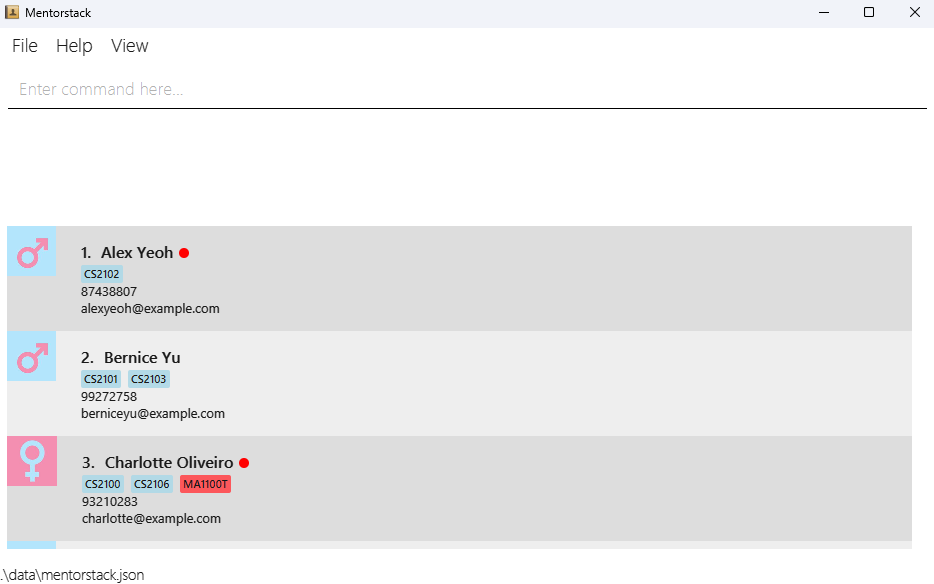 Mentorstack
File Help View
Enter command here...
1. Alex Yeoh
CS2102
87438807
alexyeoh@example.com
2. Bernice Yu
CS2101 CS2103
99272758
berniceyu@example.com
3. Charlotte Oliveiro
CS2100 CS2106 MA1100T
93210283
charlotte@example.com
.\data\mentorstack.json